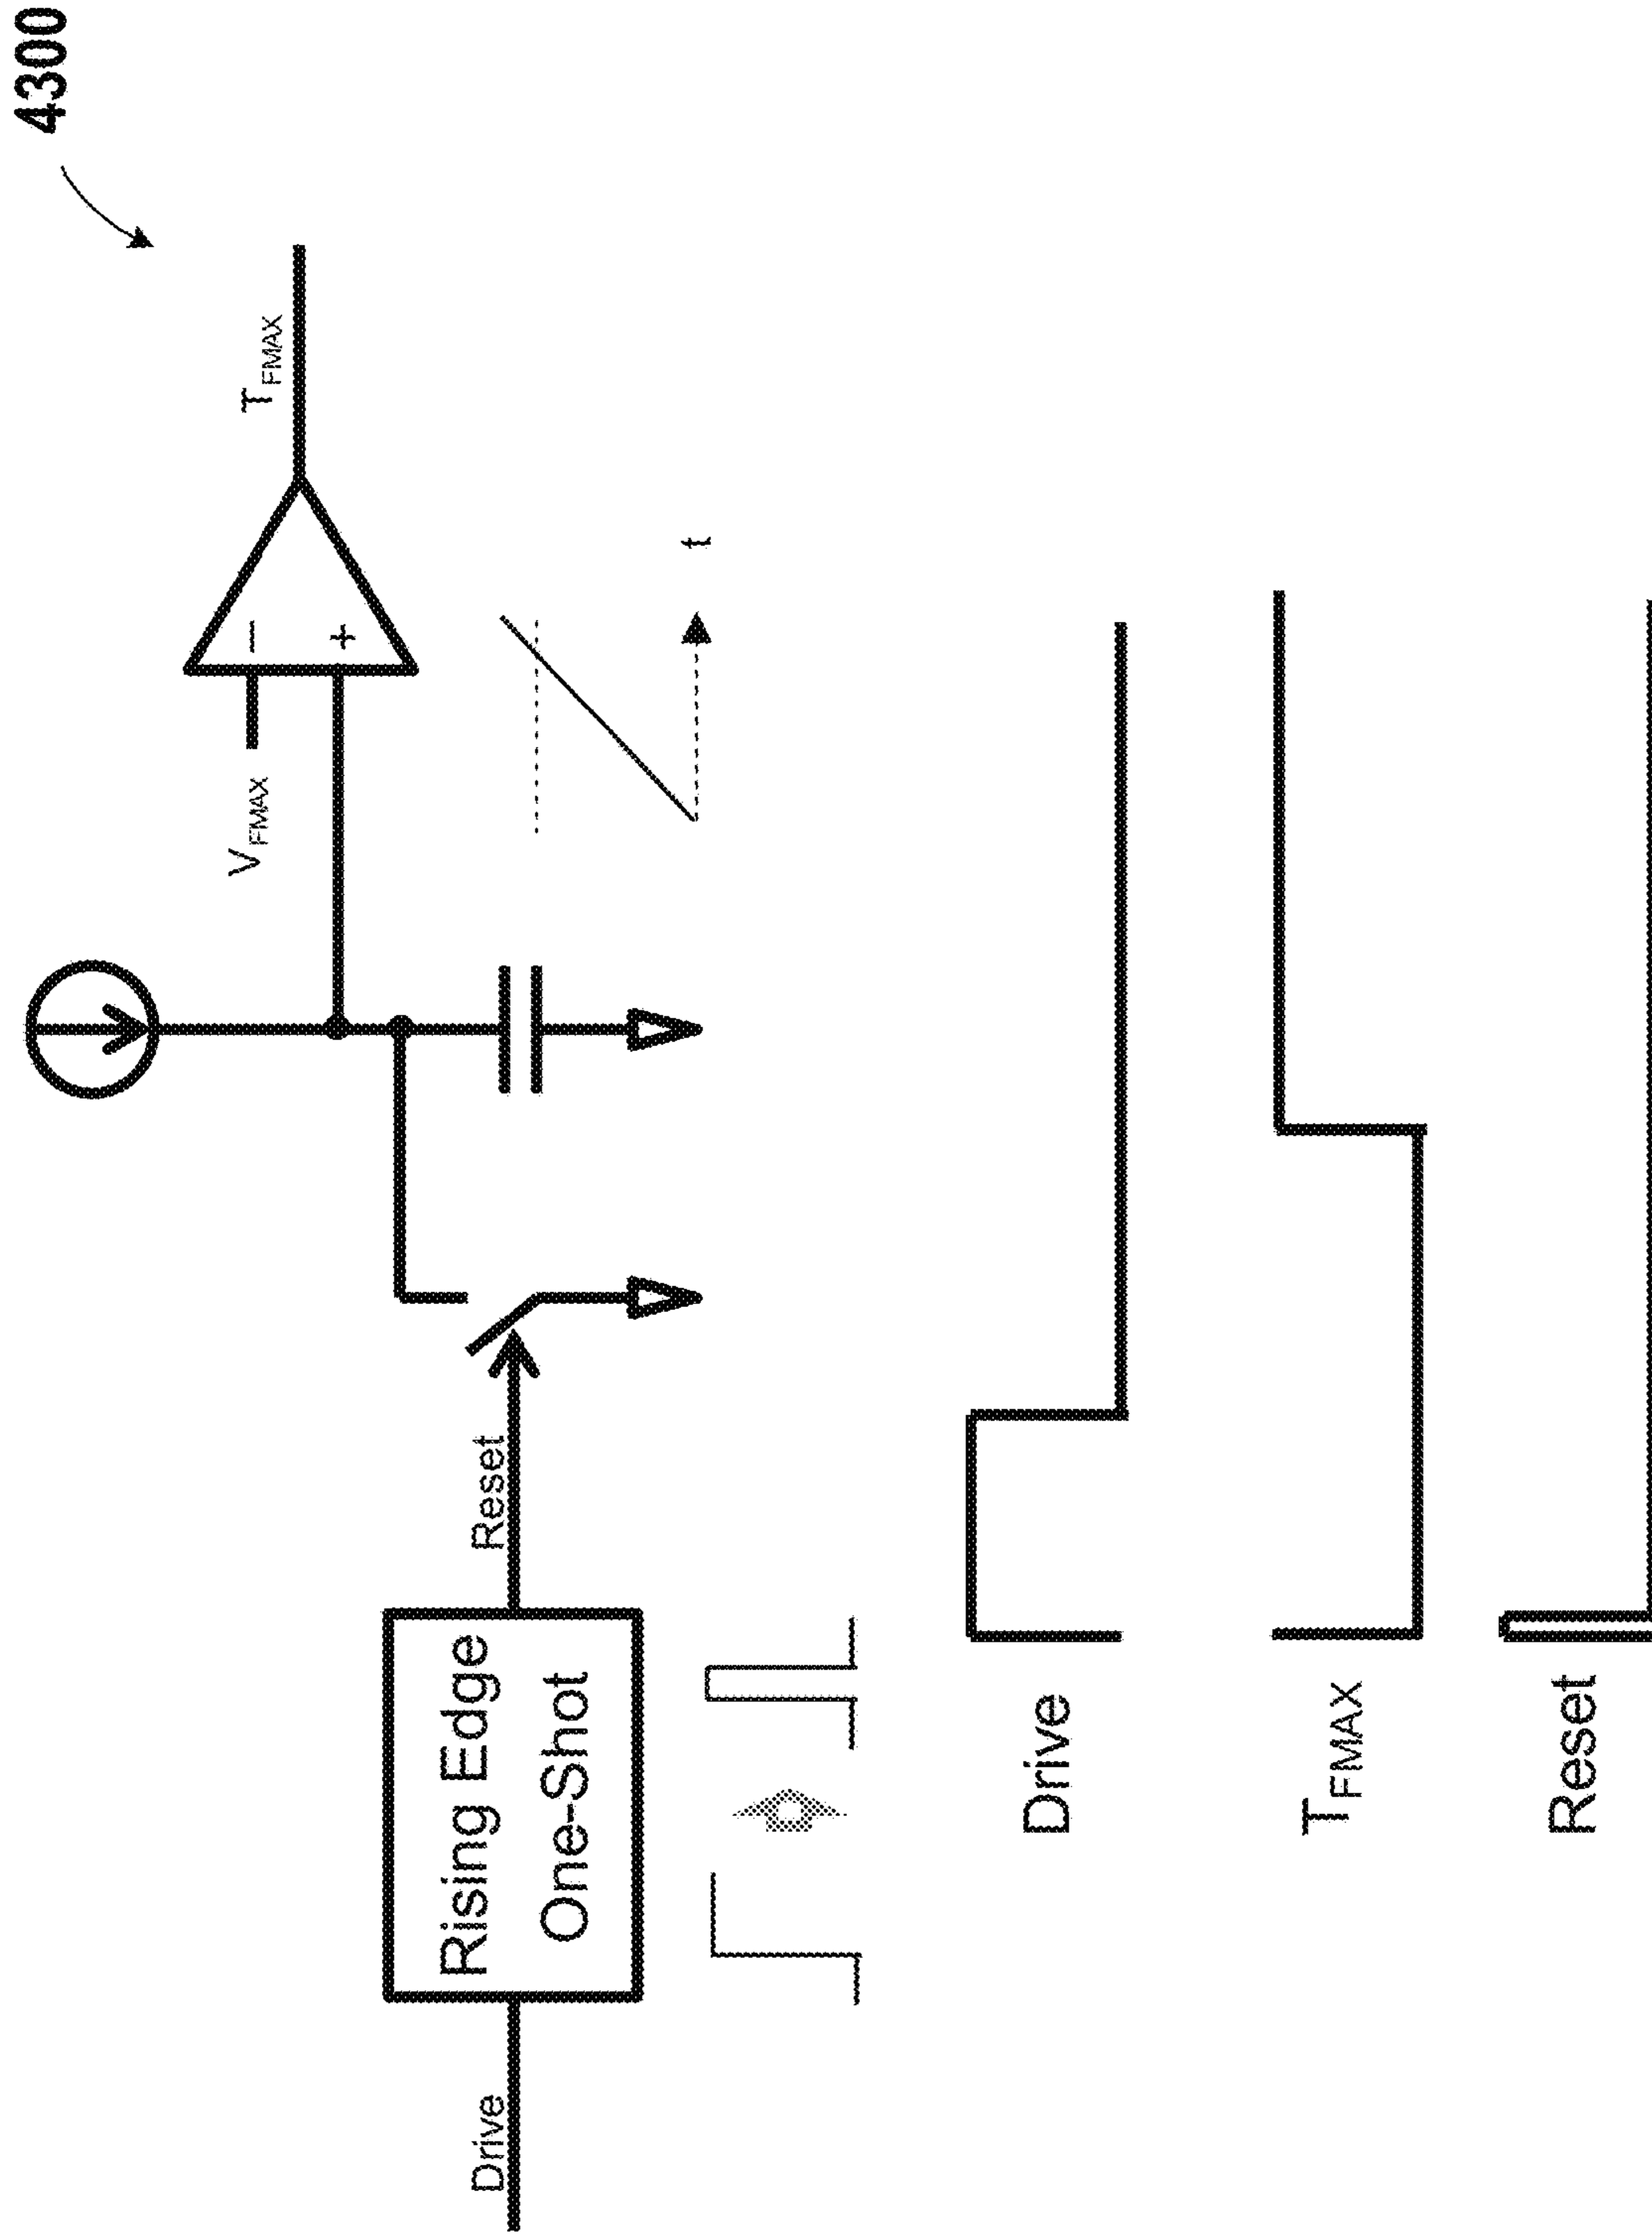 4300
T_FMAX
V_FMAX
−
+
t
Drive
Rising Edge
One-Shot
Reset
Drive
T_FMAX
Reset